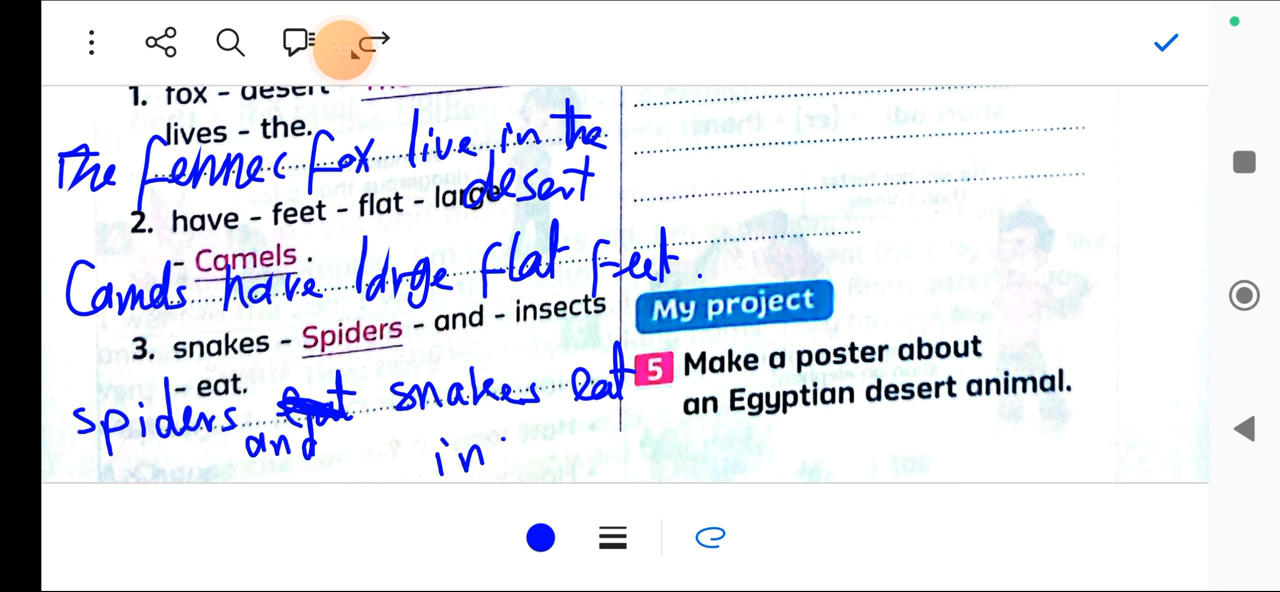 1. fox - desert -
lives - the.
The fennec fox live in the
desert
2. have - feet - flat - large
- Camels .
Camels have large flat feet.
3. snakes - Spiders - and - insects
- eat.
spiders and snakes eat
in
My project
5 Make a poster about
an Egyptian desert animal.